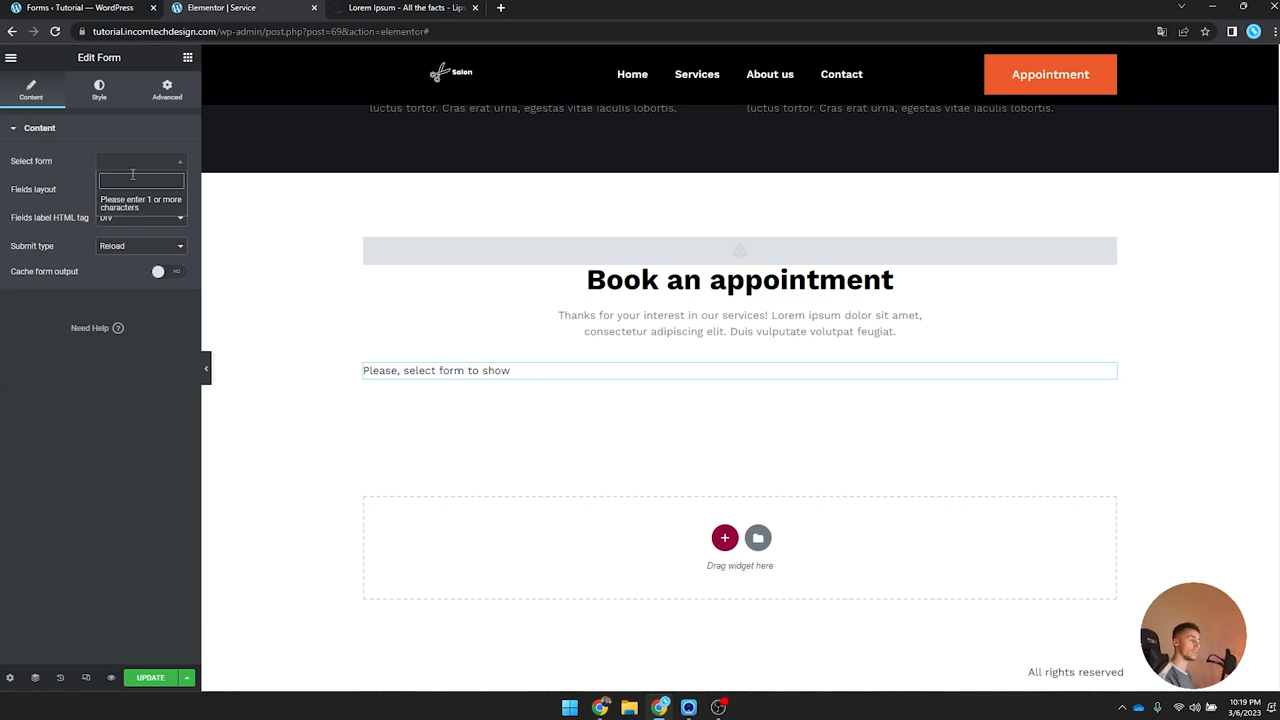 Forms ‹ Tutorial — WordPress
Elementor | Service
Lorem Ipsum - All the facts - Lips
tutorial.incomtechdesign.com/wp-admin/post.php?post=69&action=elementor#
Edit Form
Content
Style
Advanced
Content
Select form
Please enter 1 or more
characters
Fields layout
Fields label HTML tag
Div
Submit type
Reload
Cache form output
NO
Need Help
UPDATE
Salon
Home
Services
About us
Contact
Appointment
luctus tortor. Cras erat urna, egestas vitae iaculis lobortis.
luctus tortor. Cras erat urna, egestas vitae iaculis lobortis.
Book an appointment
Thanks for your interest in our services! Lorem ipsum dolor sit amet,
consectetur adipiscing elit. Duis vulputate volutpat feugiat.
Please, select form to show
Drag widget here
All rights reserved
10:19 PM
3/6/2023